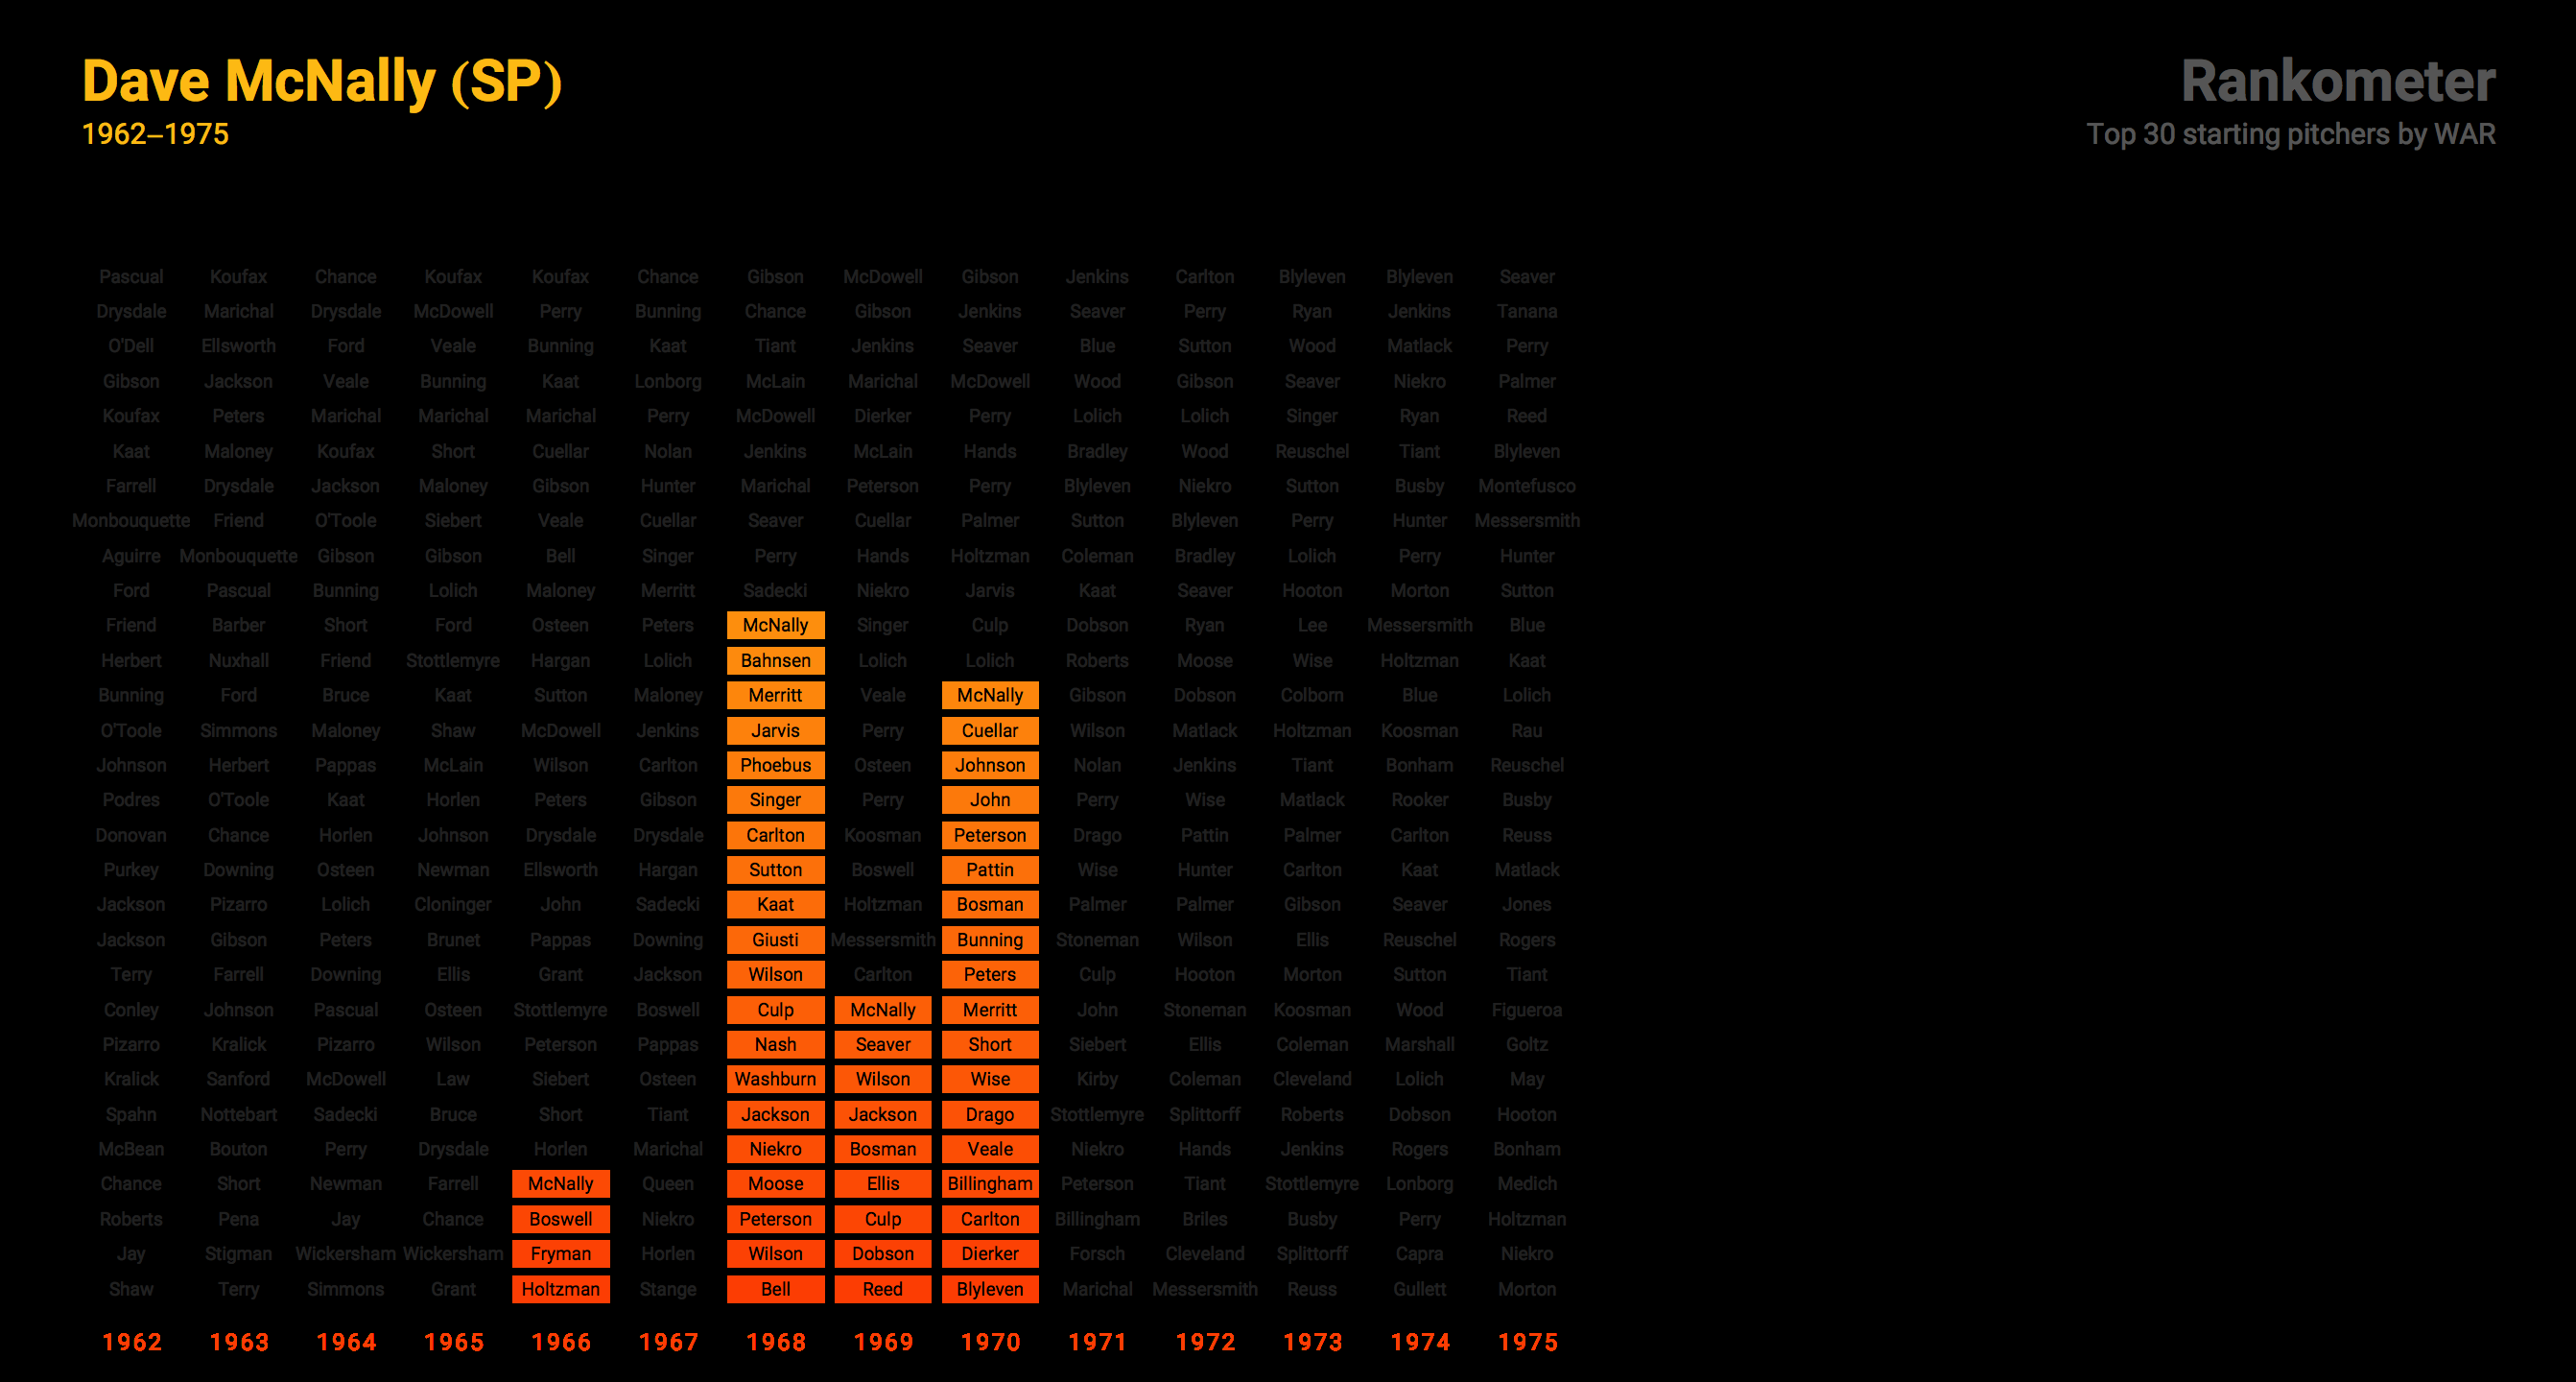 Dave McNally (SP)
1962–1975
Rankometer
Top 30 starting pitchers by WAR
Pascual Koufax Chance Koufax Koufax Chance Gibson McDowell Gibson Jenkins Carlton Blyleven Blyleven Seaver
Drysdale Marichal Drysdale McDowell Perry Bunning Chance Gibson Jenkins Seaver Perry Ryan Jenkins Tanana
O'Dell Ellsworth Ford Veale Bunning Kaat Tiant Jenkins Seaver Blue Sutton Wood Matlack Perry
Gibson Jackson Veale Bunning Kaat Lonborg McLain Marichal McDowell Wood Gibson Seaver Niekro Palmer
Koufax Peters Marichal Marichal Marichal Perry McDowell Dierker Perry Lolich Lolich Singer Ryan Reed
Kaat Maloney Koufax Short Cuellar Nolan Jenkins McLain Hands Bradley Wood Reuschel Tiant Blyleven
Farrell Drysdale Jackson Maloney Gibson Hunter Marichal Peterson Perry Blyleven Niekro Sutton Busby Montefusco
Monbouquette Friend O'Toole Siebert Veale Cuellar Seaver Cuellar Palmer Sutton Blyleven Perry Hunter Messersmith
Aguirre Monbouquette Gibson Gibson Bell Singer Perry Hands Holtzman Coleman Bradley Lolich Perry Hunter
Ford Pascual Bunning Lolich Maloney Merritt Sadecki Niekro Jarvis Kaat Seaver Hooton Morton Sutton
Friend Barber Short Ford Osteen Peters McNally Singer Culp Dobson Ryan Lee Messersmith Blue
Herbert Nuxhall Friend Stottlemyre Hargan Lolich Bahnsen Lolich Lolich Roberts Moose Wise Holtzman Kaat
Bunning Ford Bruce Kaat Sutton Maloney Merritt Veale McNally Gibson Dobson Colborn Blue Lolich
O'Toole Simmons Maloney Shaw McDowell Jenkins Jarvis Perry Cuellar Wilson Matlack Holtzman Koosman Rau
Johnson Herbert Pappas McLain Wilson Carlton Phoebus Osteen Johnson Nolan Jenkins Tiant Bonham Reuschel
Podres O'Toole Kaat Horlen Peters Gibson Singer Perry John Perry Wise Matlack Rooker Busby
Donovan Chance Horlen Johnson Drysdale Drysdale Carlton Koosman Peterson Drago Pattin Palmer Carlton Reuss
Purkey Downing Osteen Newman Ellsworth Hargan Sutton Boswell Pattin Wise Hunter Carlton Kaat Matlack
Jackson Pizarro Lolich Cloninger John Sadecki Kaat Holtzman Bosman Palmer Palmer Gibson Seaver Jones
Jackson Gibson Peters Brunet Pappas Downing Giusti Messersmith Bunning Stoneman Wilson Ellis Reuschel Rogers
Terry Farrell Downing Ellis Grant Jackson Wilson Carlton Peters Culp Hooton Morton Sutton Tiant
Conley Johnson Pascual Osteen Stottlemyre Boswell Culp McNally Merritt John Stoneman Koosman Wood Figueroa
Pizarro Kralick Pizarro Wilson Peterson Pappas Nash Seaver Short Siebert Ellis Coleman Marshall Goltz
Kralick Sanford McDowell Law Siebert Osteen Washburn Wilson Wise Kirby Coleman Cleveland Lolich May
Spahn Nottebart Sadecki Bruce Short Tiant Jackson Jackson Drago Stottlemyre Splittorff Roberts Dobson Hooton
McBean Bouton Perry Drysdale Horlen Marichal Niekro Bosman Veale Niekro Hands Jenkins Rogers Bonham
Chance Short Newman Farrell McNally Queen Moose Ellis Billingham Peterson Tiant Stottlemyre Lonborg Medich
Roberts Pena Jay Chance Boswell Niekro Peterson Culp Carlton Billingham Briles Busby Perry Holtzman
Jay Stigman Wickersham Wickersham Fryman Horlen Wilson Dobson Dierker Forsch Cleveland Splittorff Capra Niekro
Shaw Terry Simmons Grant Holtzman Stange Bell Reed Blyleven Marichal Messersmith Reuss Gullett Morton
1962 1963 1964 1965 1966 1967 1968 1969 1970 1971 1972 1973 1974 1975